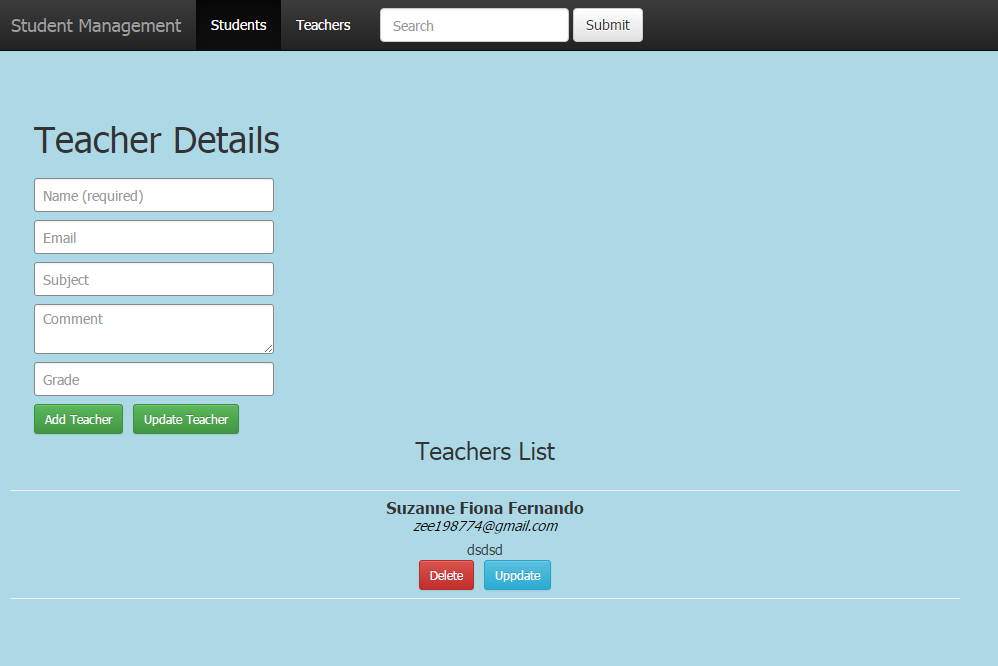 Student Management Students Teachers Search Submit
Teacher Details
Name (required)
Email
Subject
Comment
Grade
Add Teacher Update Teacher
Teachers List
Suzanne Fiona Fernando
zee198774@gmail.com
dsdsd
Delete Uppdate